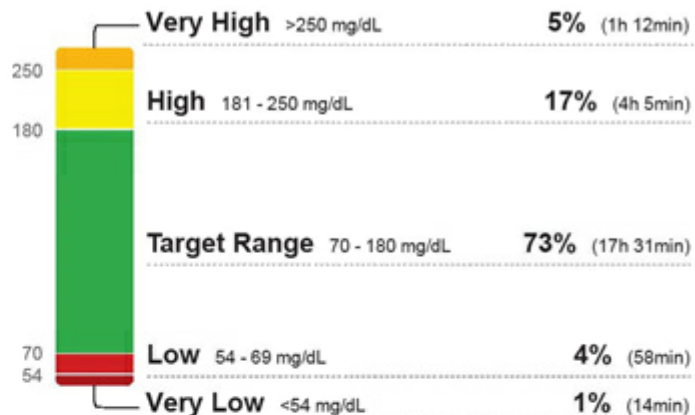 Very High >250 mg/dL 5% (1h 12min)
250
High 181 - 250 mg/dL 17% (4h 5min)
180
Target Range 70 - 180 mg/dL 73% (17h 31min)
70
Low 54 - 69 mg/dL 4% (58min)
54
Very Low <54 mg/dL 1% (14min)